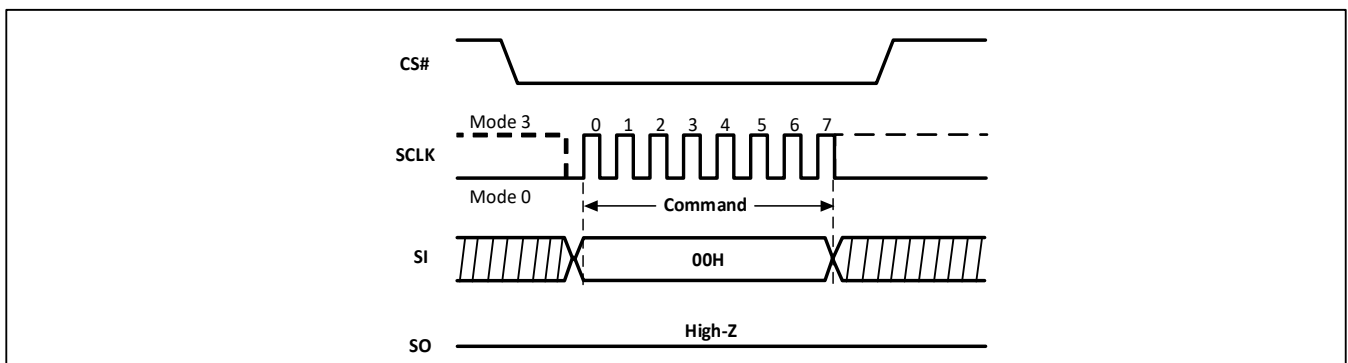 CS#
Mode 3
0 1 2 3 4 5 6 7
SCLK
Mode 0
Command
SI
00H
High-Z
SO